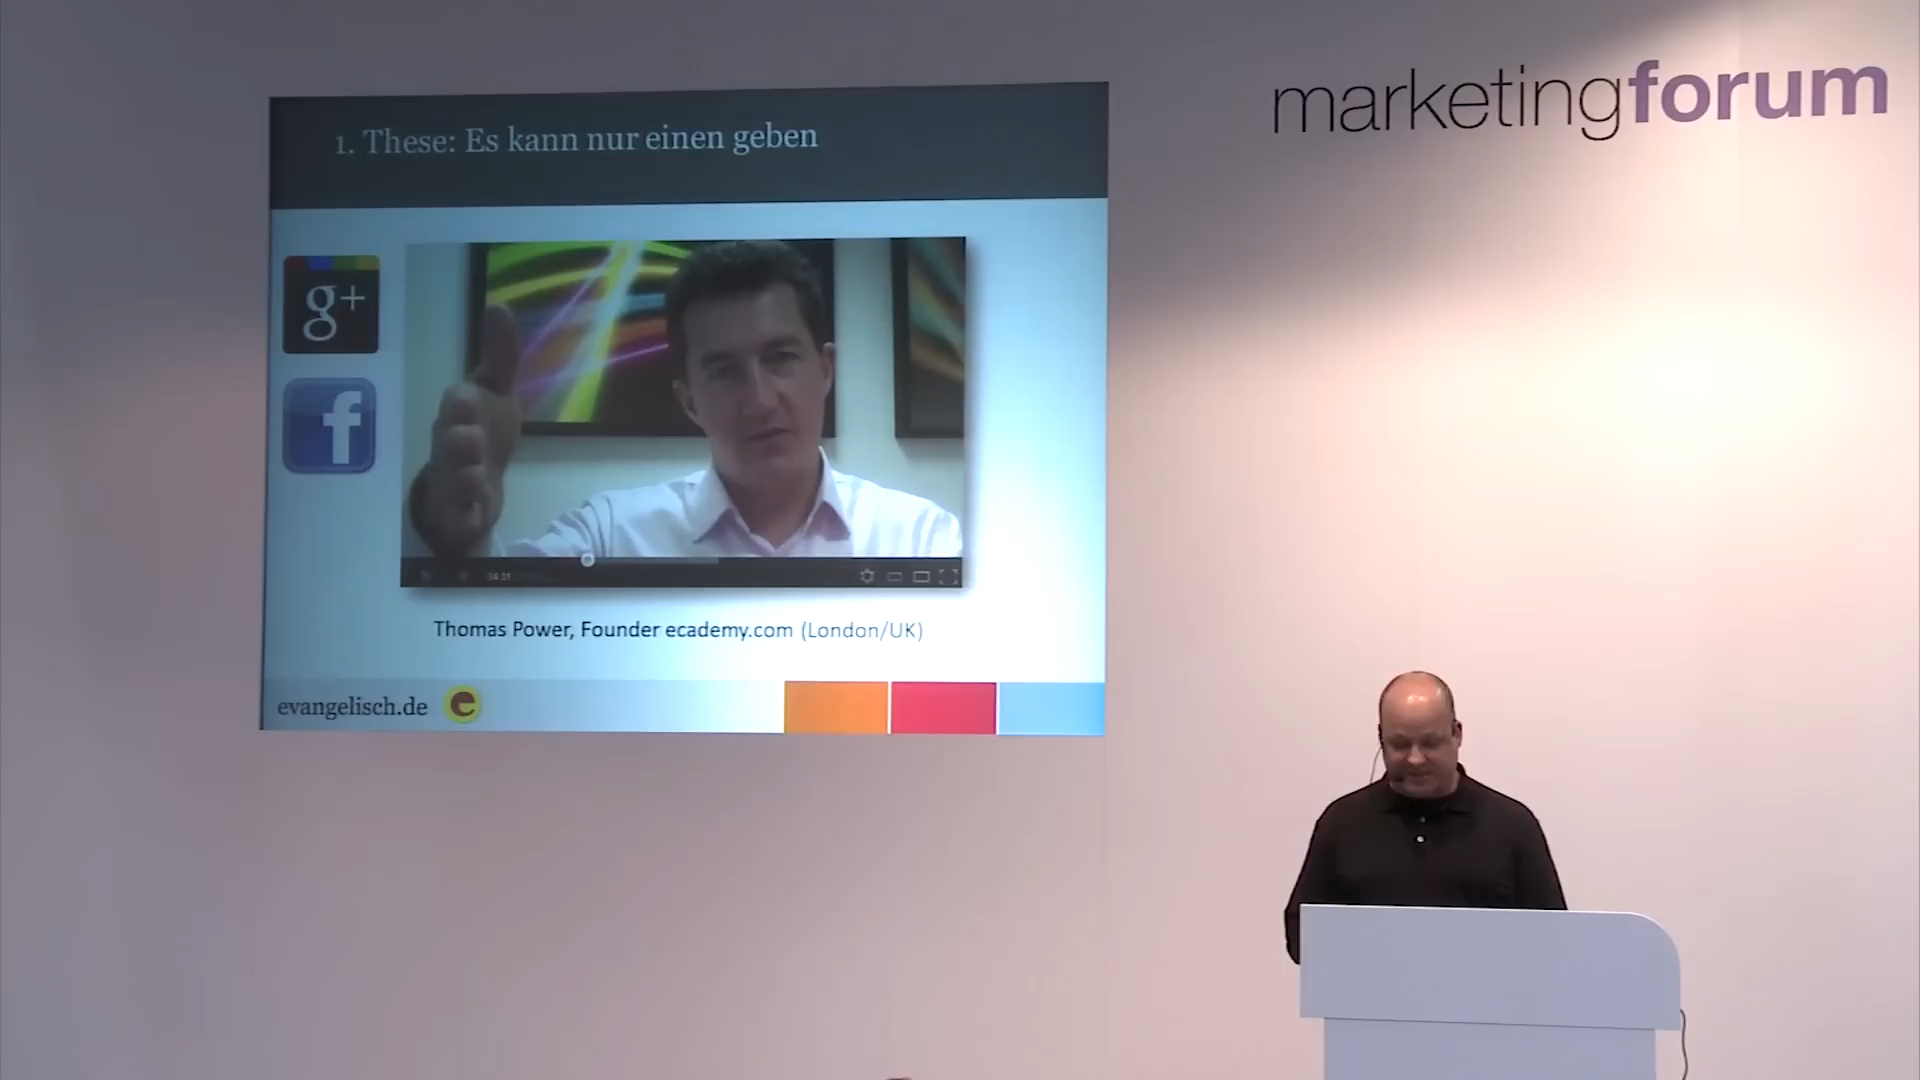 marketingforum
1. These: Es kann nur einen geben
g+
f
Thomas Power, Founder ecademy.com (London/UK)
evangelisch.de e